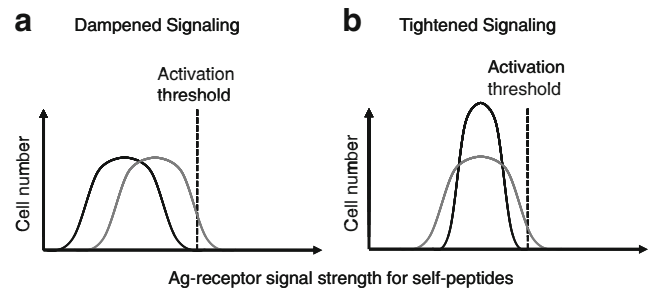 a Dampened Signaling
Activation
threshold
Cell number
b Tightened Signaling
Activation
threshold
Cell number
Ag-receptor signal strength for self-peptides